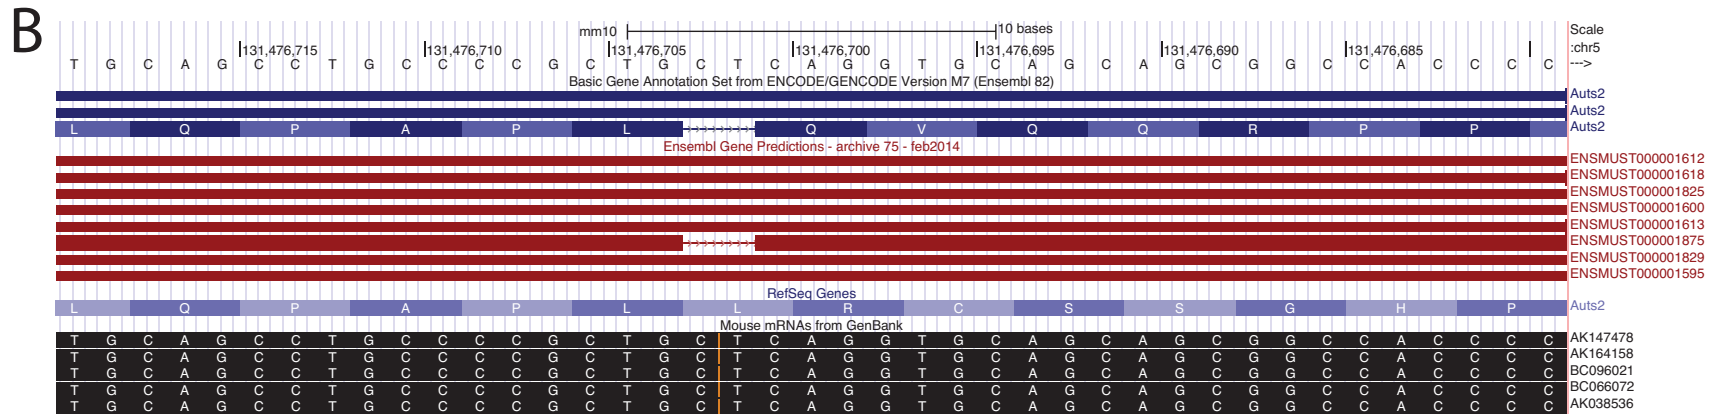 B
mm10 10 bases Scale
131,476,715 131,476,710 131,476,705 131,476,700 131,476,695 131,476,690 131,476,685 :chr5
T G C A G C C T G C C C C G C T G C T C A G G T G C A G C A G C G G C C A C C C C --->
Basic Gene Annotation Set from ENCODE/GENCODE Version M7 (Ensembl 82)
Auts2
Auts2
L Q P A P L Q V Q Q R P P Auts2
Ensembl Gene Predictions - archive 75 - feb2014
ENSMUST000001612
ENSMUST000001618
ENSMUST000001825
ENSMUST000001600
ENSMUST000001613
ENSMUST000001875
ENSMUST000001829
ENSMUST000001595
RefSeq Genes
L Q P A P L L R C S S G H P Auts2
Mouse mRNAs from GenBank
T G C A G C C T G C C C C G C T G C T C A G G T G C A G C A G C G G C C A C C C C AK147478
T G C A G C C T G C C C C G C T G C T C A G G T G C A G C A G C G G C C A C C C C AK164158
T G C A G C C T G C C C C G C T G C T C A G G T G C A G C A G C G G C C A C C C C BC096021
T G C A G C C T G C C C C G C T G C T C A G G T G C A G C A G C G G C C A C C C C BC066072
T G C A G C C T G C C C C G C T G C T C A G G T G C A G C A G C G G C C A C C C C AK038536